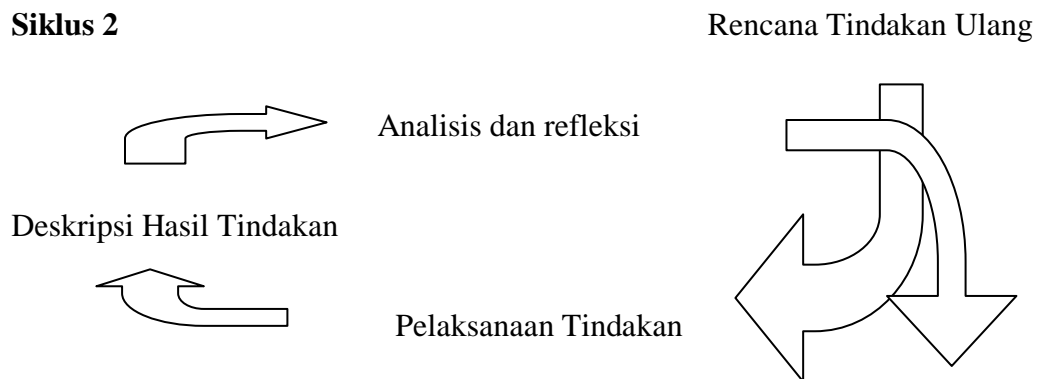 Siklus 2
Rencana Tindakan Ulang
Analisis dan refleksi
Deskripsi Hasil Tindakan
Pelaksanaan Tindakan